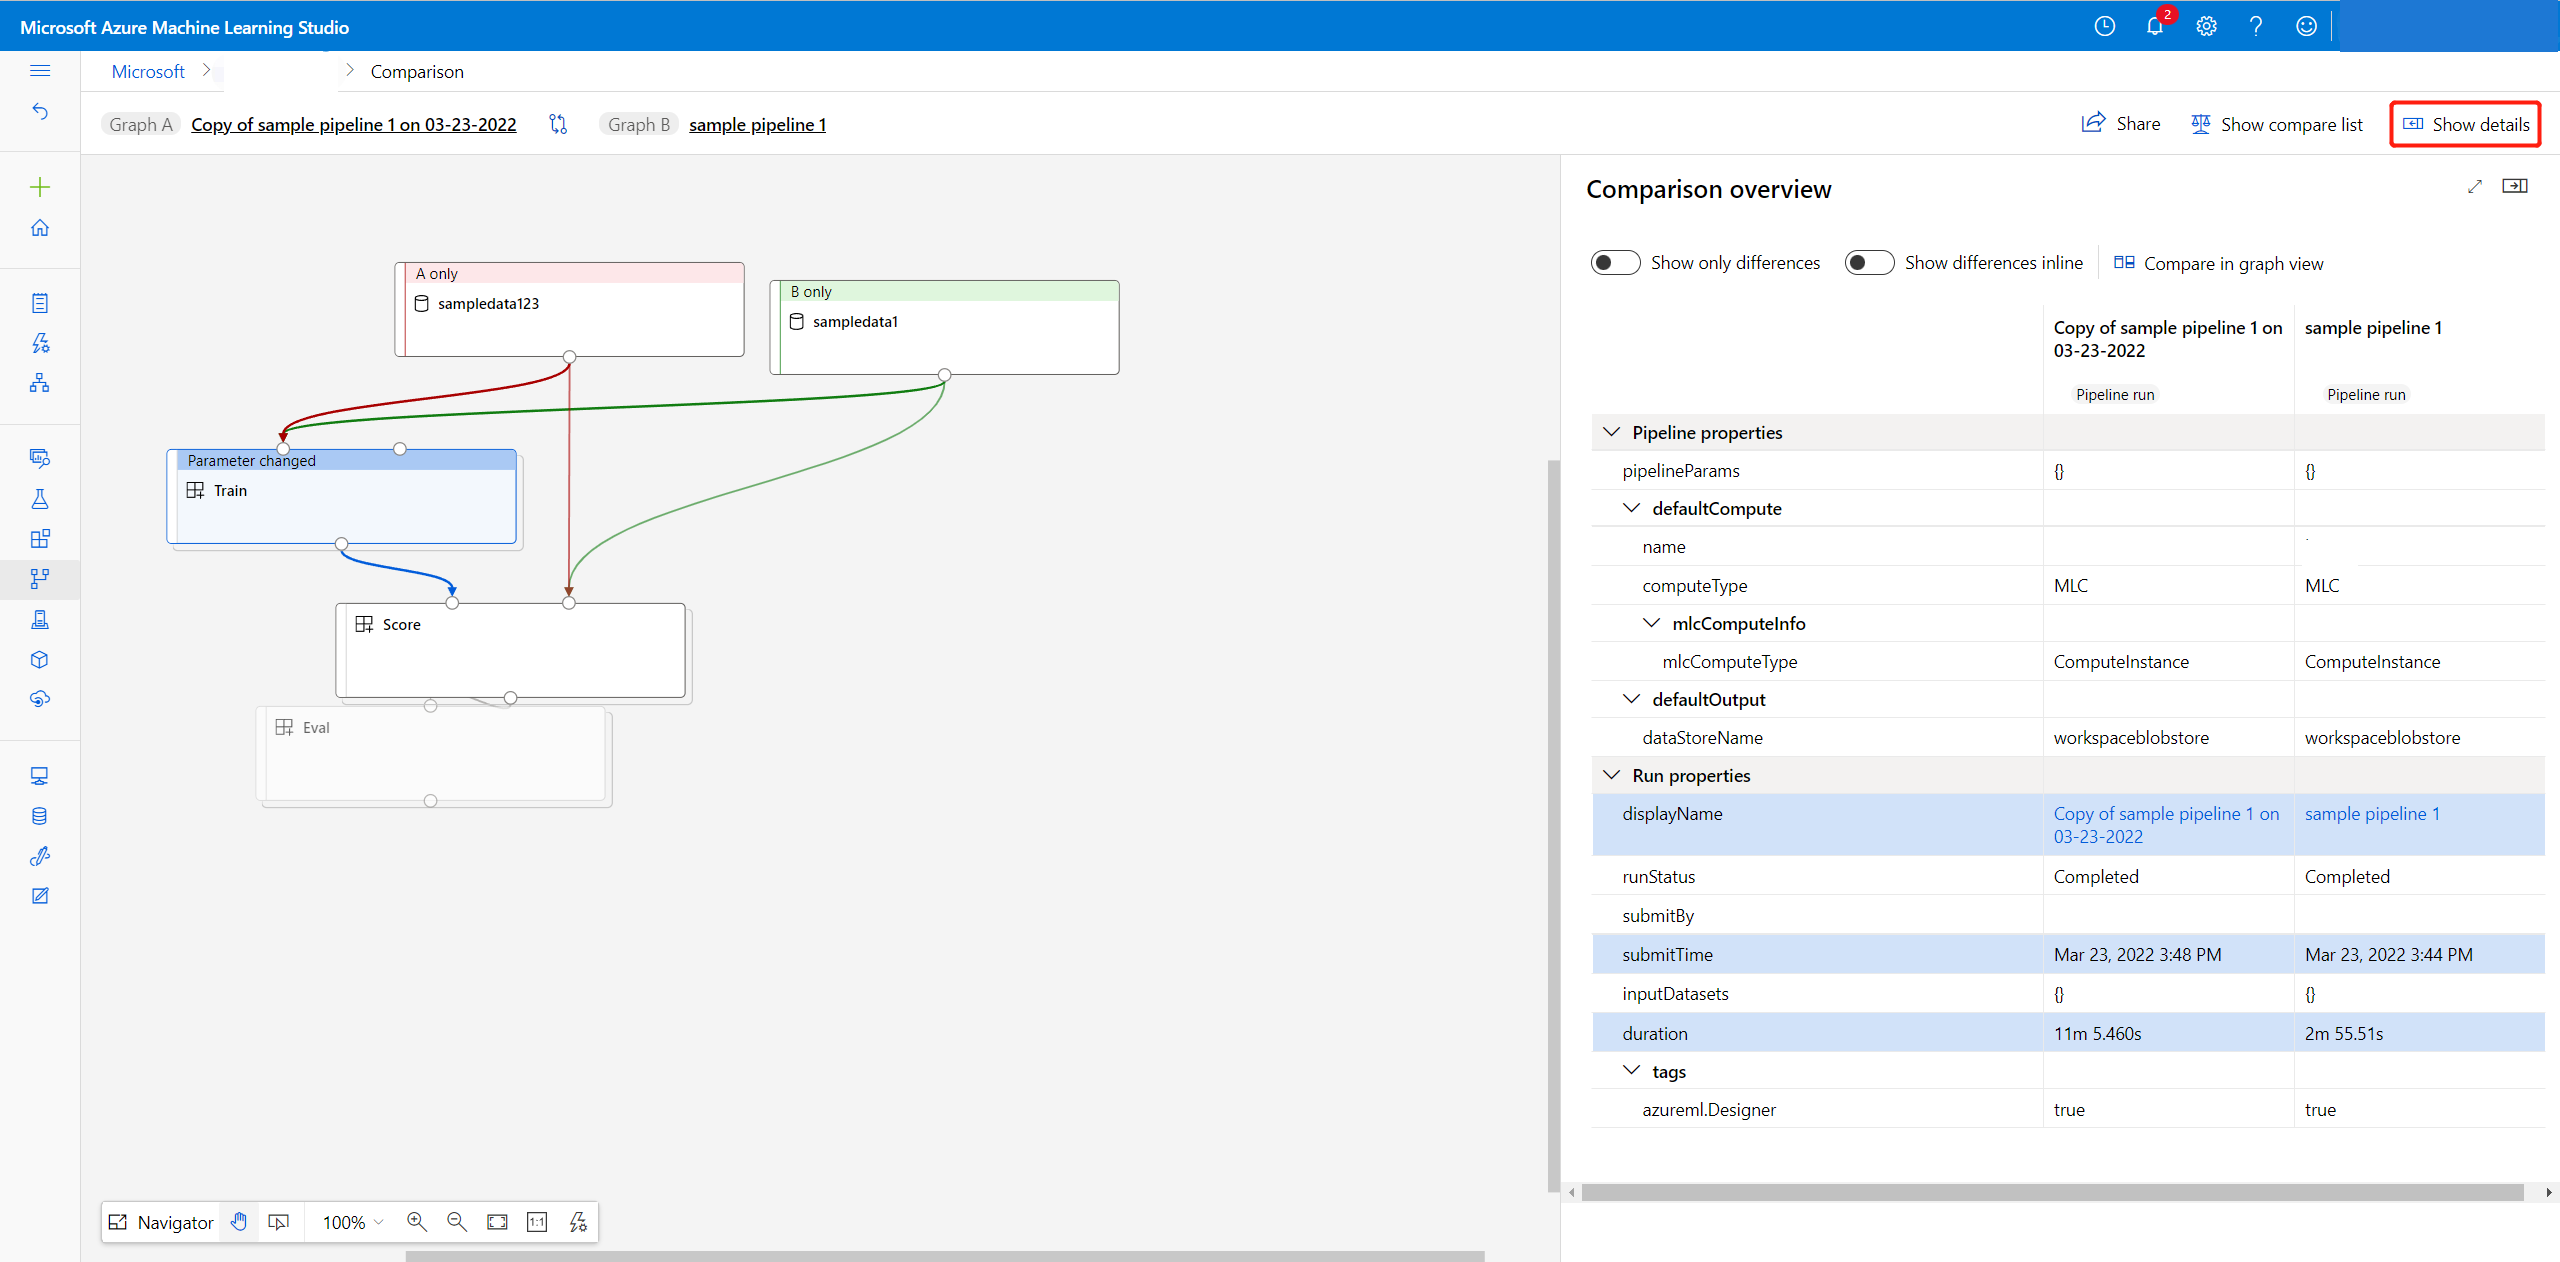 Microsoft Azure Machine Learning Studio
2
Microsoft
Comparison
Graph A
Copy of sample pipeline 1 on 03-23-2022
Graph B
sample pipeline 1
Share
Show compare list
Show details
A only
sampledata123
B only
sampledata1
Parameter changed
Train
Score
Eval
Navigator
100%
1:1
Comparison overview
Show only differences
Show differences inline
Compare in graph view
Copy of sample pipeline 1 on
03-23-2022
sample pipeline 1
Pipeline run
Pipeline run
Pipeline properties
pipelineParams {} {}
defaultCompute
name
computeType MLC MLC
mlcComputeInfo
mlcComputeType ComputeInstance ComputeInstance
defaultOutput
dataStoreName workspaceblobstore workspaceblobstore
Run properties
displayName Copy of sample pipeline 1 on sample pipeline 1
03-23-2022
runStatus Completed Completed
submitBy
submitTime Mar 23, 2022 3:48 PM Mar 23, 2022 3:44 PM
inputDatasets {} {}
duration 11m 5.460s 2m 55.51s
tags
azureml.Designer true true